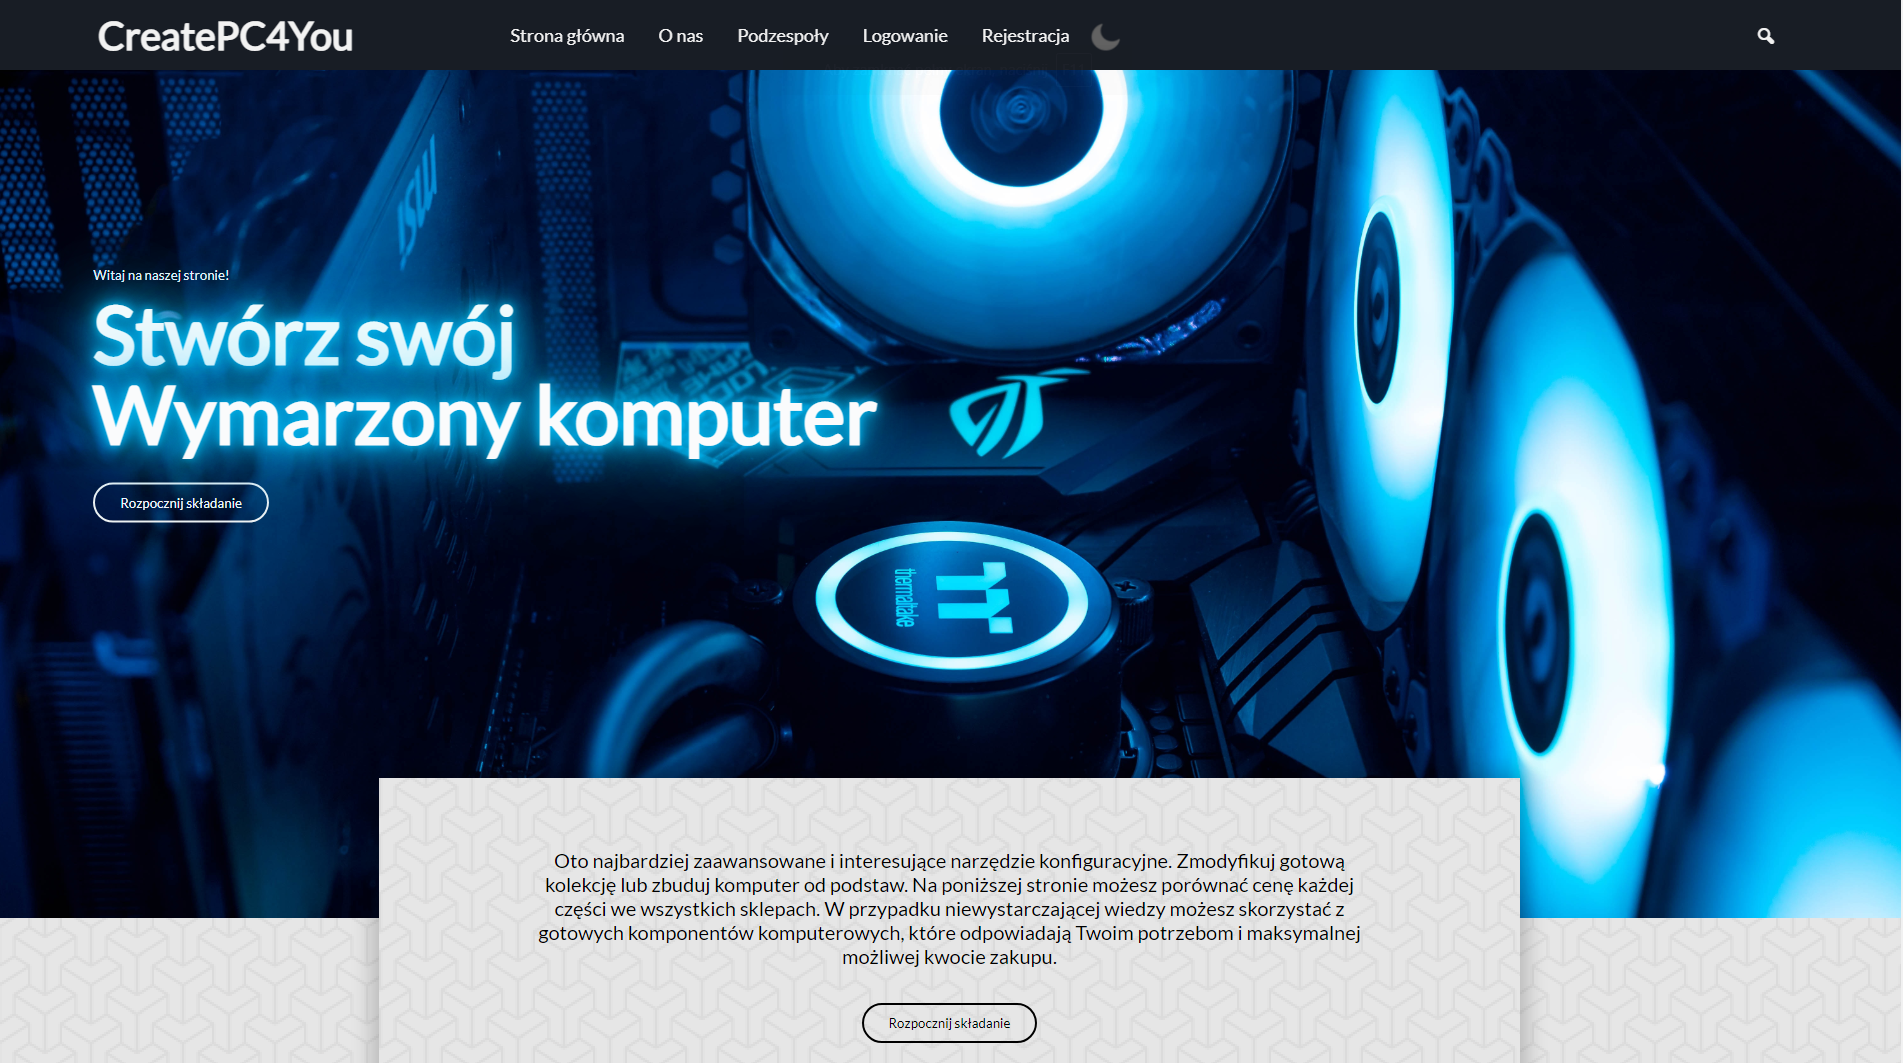 CreatePC4You
Strona główna
O nas
Podzespoły
Logowanie
Rejestracja
msi
Witaj na naszej stronie!
Stwórz swój
Wymarzony komputer
Rozpocznij składanie
thermaltake
Oto najbardziej zaawansowane i interesujące narzędzie konfiguracyjne. Zmodyfikuj gotową
kolekcję lub zbuduj komputer od podstaw. Na poniższej stronie możesz porównać cenę każdej
części we wszystkich sklepach. W przypadku niewystarczającej wiedzy możesz skorzystać z
gotowych komponentów komputerowych, które odpowiadają Twoim potrzebom i maksymalnej
możliwej kwocie zakupu.
Rozpocznij składanie